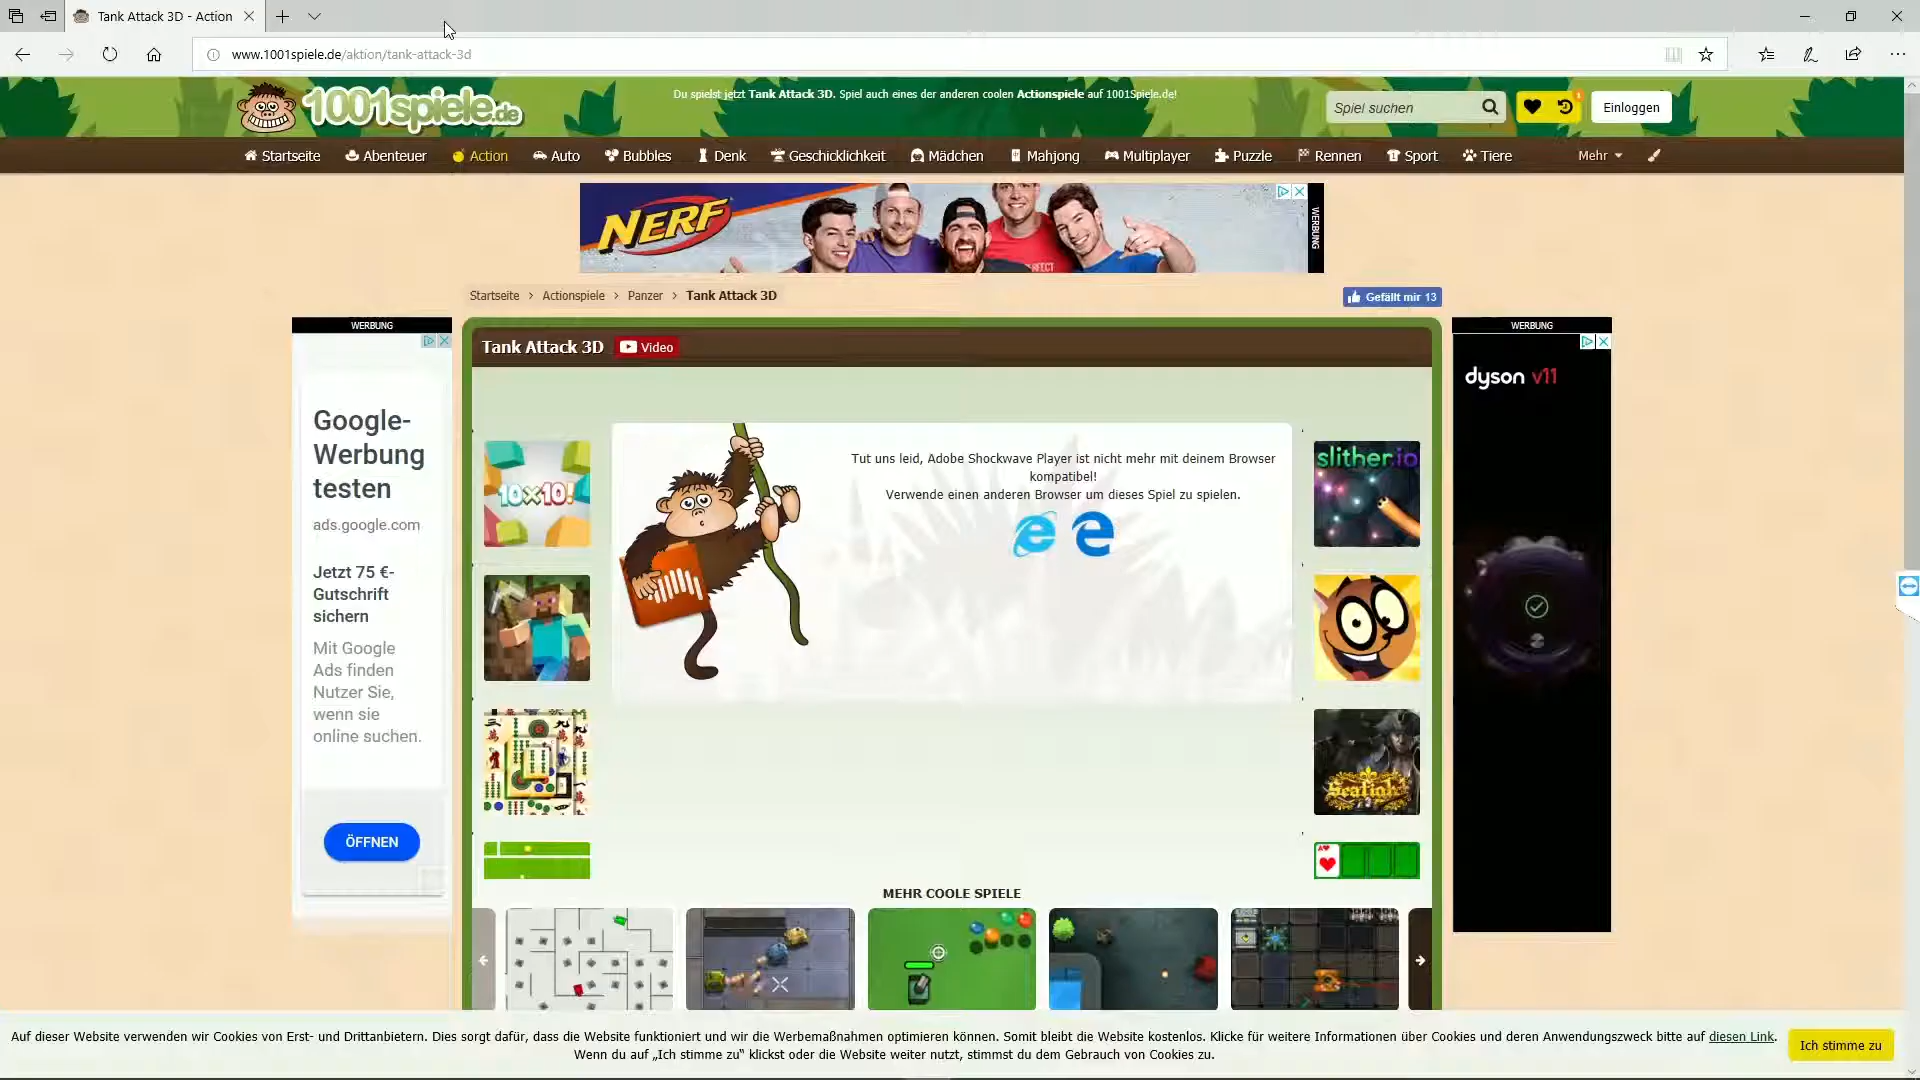 Tank Attack 3D - Action
www.1001spiele.de/aktion/tank-attack-3d
1001spiele.de
Du spielst jetzt Tank Attack 3D. Spiel auch eines der anderen coolen Actionspiele auf 1001Spiele.de!
Spiel suchen
Einloggen
Startseite Abenteuer Action Auto Bubbles Denk Geschicklichkeit Mädchen Mahjong Multiplayer Puzzle Rennen Sport Tiere Mehr
NERF
WERBUNG
Startseite > Actionspiele > Panzer > Tank Attack 3D
Gefällt mir 13
WERBUNG
Google-
Werbung
testen
ads.google.com
Jetzt 75 €-
Gutschrift
sichern
Mit Google
Ads finden
Nutzer Sie,
wenn sie
online suchen.
ÖFFNEN
Tank Attack 3D Video
10x10!
Tut uns leid, Adobe Shockwave Player ist nicht mehr mit deinem Browser
kompatibel!
Verwende einen anderen Browser um dieses Spiel zu spielen.
slither.io
Seafight
WERBUNG
dyson v11
MEHR COOLE SPIELE
Auf dieser Website verwenden wir Cookies von Erst- und Drittanbietern. Dies sorgt dafür, dass die Website funktioniert und wir die Werbemaßnahmen optimieren können. Somit bleibt die Website kostenlos. Klicke für weitere Informationen über Cookies und deren Anwendungszweck bitte auf diesen Link.
Wenn du auf „Ich stimme zu“ klickst oder die Website weiter nutzt, stimmst du dem Gebrauch von Cookies zu.
Ich stimme zu